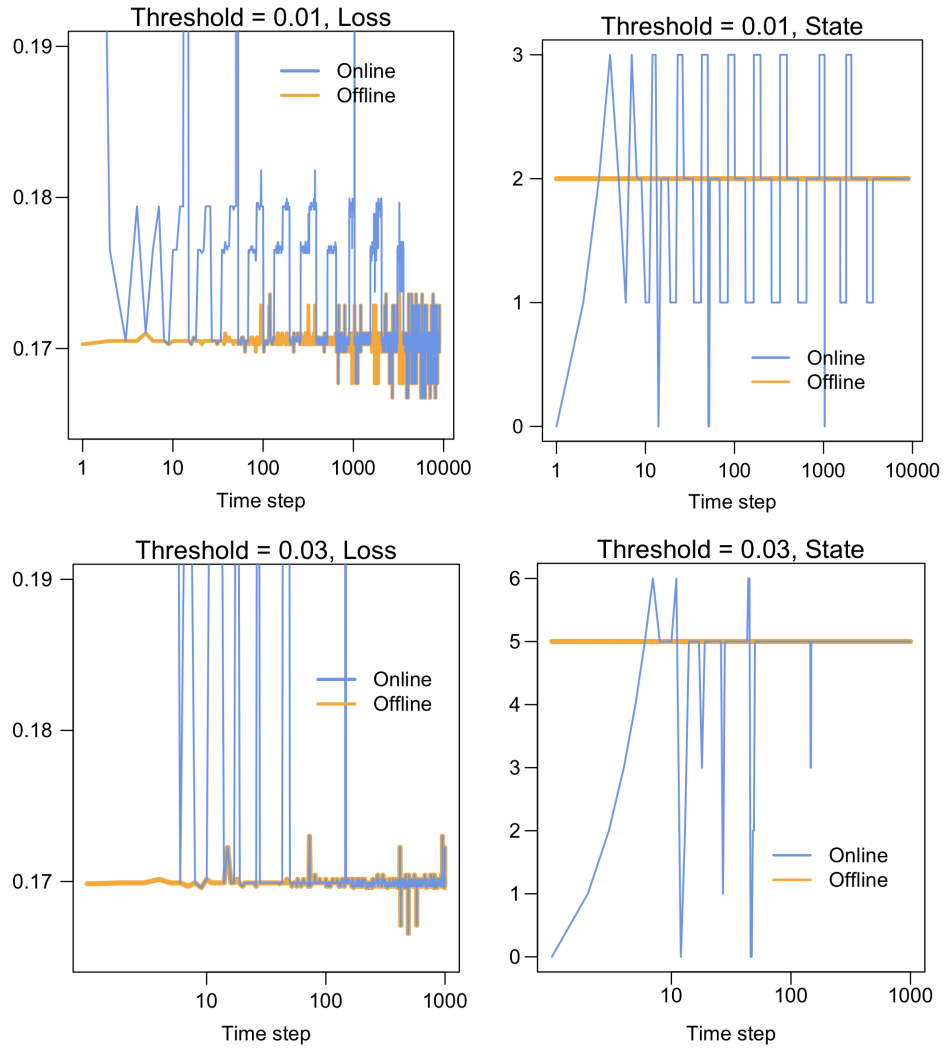 Threshold = 0.01, Loss
0.19
0.18
0.17
Online
Offline
1 10 100 1000 10000
Time step
Threshold = 0.01, State
3
2
1
0
Online
Offline
1 10 100 1000 10000
Time step
Threshold = 0.03, Loss
0.19
0.18
0.17
Online
Offline
10 100 1000
Time step
Threshold = 0.03, State
6
5
4
3
2
1
0
Online
Offline
10 100 1000
Time step